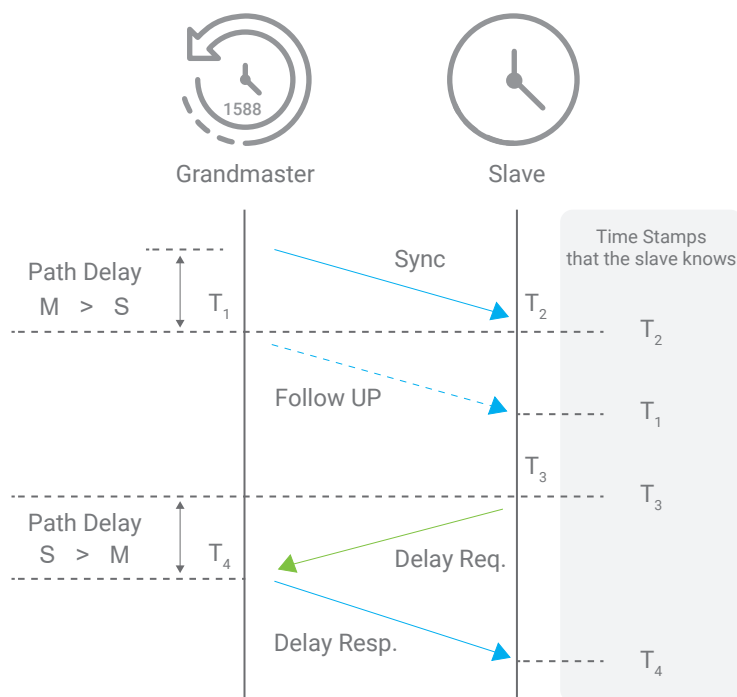 1588
Grandmaster
Slave
Time Stamps
that the slave knows
Path Delay
M > S
T1
Sync
T2
T2
Follow UP
T1
T3
T3
Path Delay
S > M
T4
Delay Req.
Delay Resp.
T4